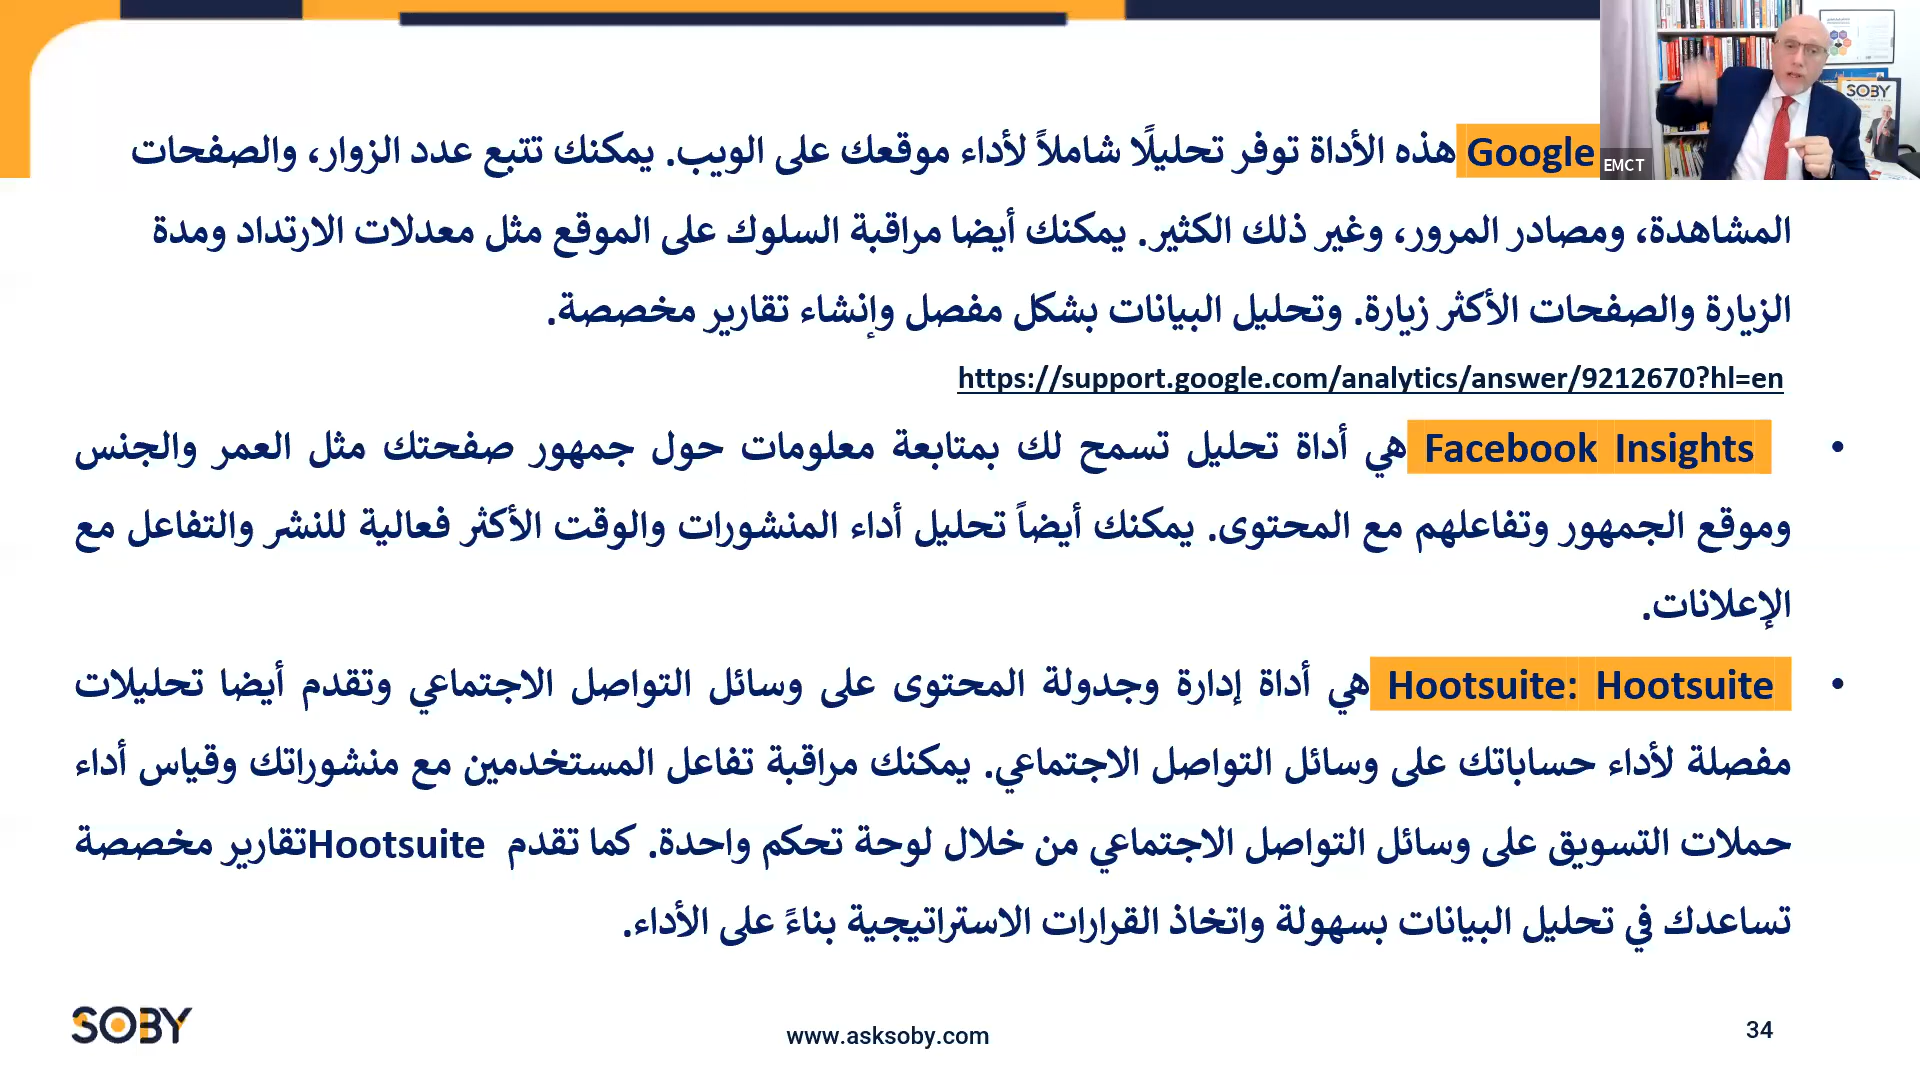 SOBY
EMCT
Google هذه الأداة توفر تحليلًا شاملاً لأداء موقعك على الويب. يمكنك تتبع عدد الزوار، والصفحات
المشاهدة، ومصادر المرور، وغير ذلك الكثير. يمكنك أيضا مراقبة السلوك على الموقع مثل معدلات الارتداد ومدة
الزيارة والصفحات الأكثر زيارة. وتحليل البيانات بشكل مفصل وإنشاء تقارير مخصصة.
https://support.google.com/analytics/answer/9212670?hl=en
• Facebook Insights هي أداة تحليل تسمح لك بمتابعة معلومات حول جمهور صفحتك مثل العمر والجنس
وموقع الجمهور وتفاعلهم مع المحتوى. يمكنك أيضاً تحليل أداء المنشورات والوقت الأكثر فعالية للنشر والتفاعل مع
الإعلانات.
• Hootsuite: Hootsuite هي أداة إدارة وجدولة المحتوى على وسائل التواصل الاجتماعي وتقدم أيضا تحليلات
مفصلة لأداء حساباتك على وسائل التواصل الاجتماعي. يمكنك مراقبة تفاعل المستخدمين مع منشوراتك وقياس أداء
حملات التسويق على وسائل التواصل الاجتماعي من خلال لوحة تحكم واحدة. كما تقدم Hootsuiteتقارير مخصصة
تساعدك في تحليل البيانات بسهولة واتخاذ القرارات الاستراتيجية بناءً على الأداء.
SOBY
www.asksoby.com
34